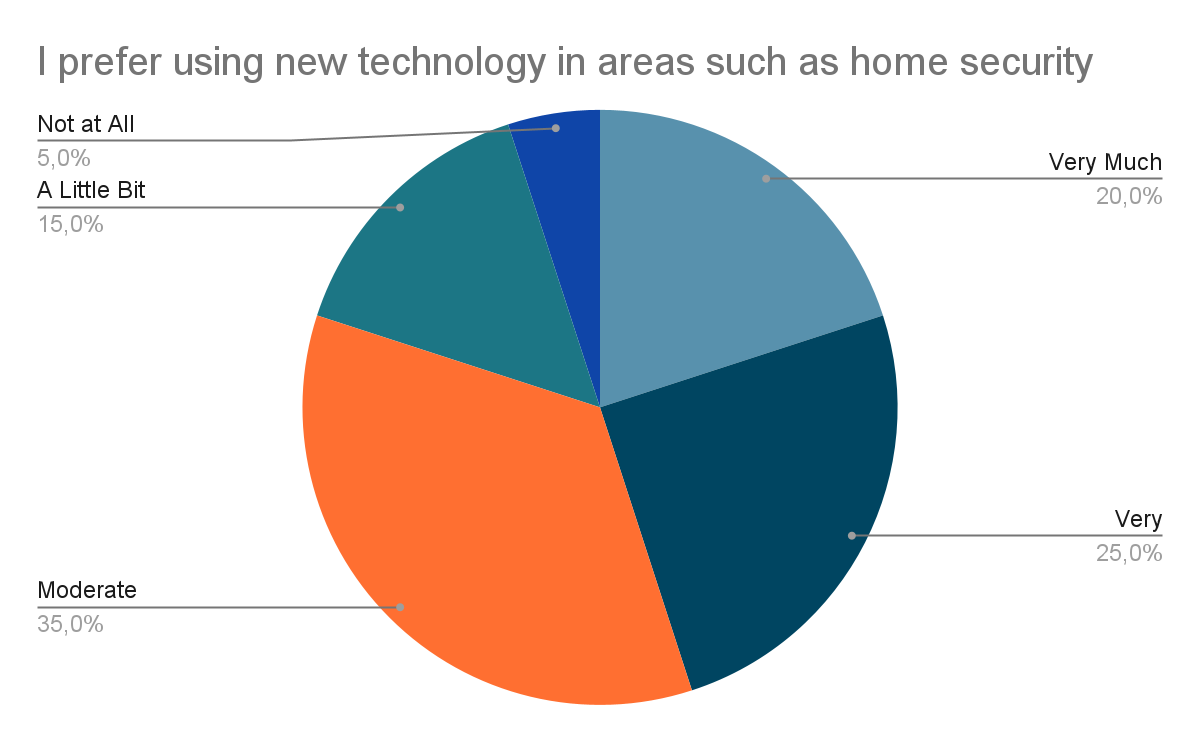 I prefer using new technology in areas such as home security
Not at All
5,0%
A Little Bit
15,0%
Very Much
20,0%
Very
25,0%
Moderate
35,0%